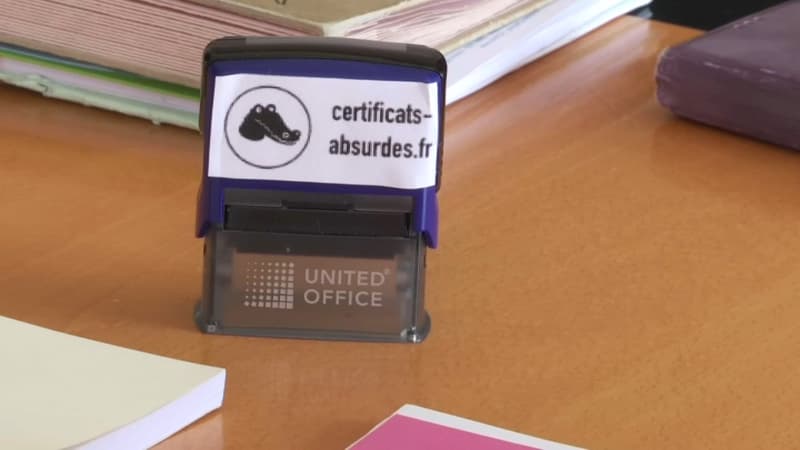 certificats-
absurdes.fr
UNITED®
OFFICE